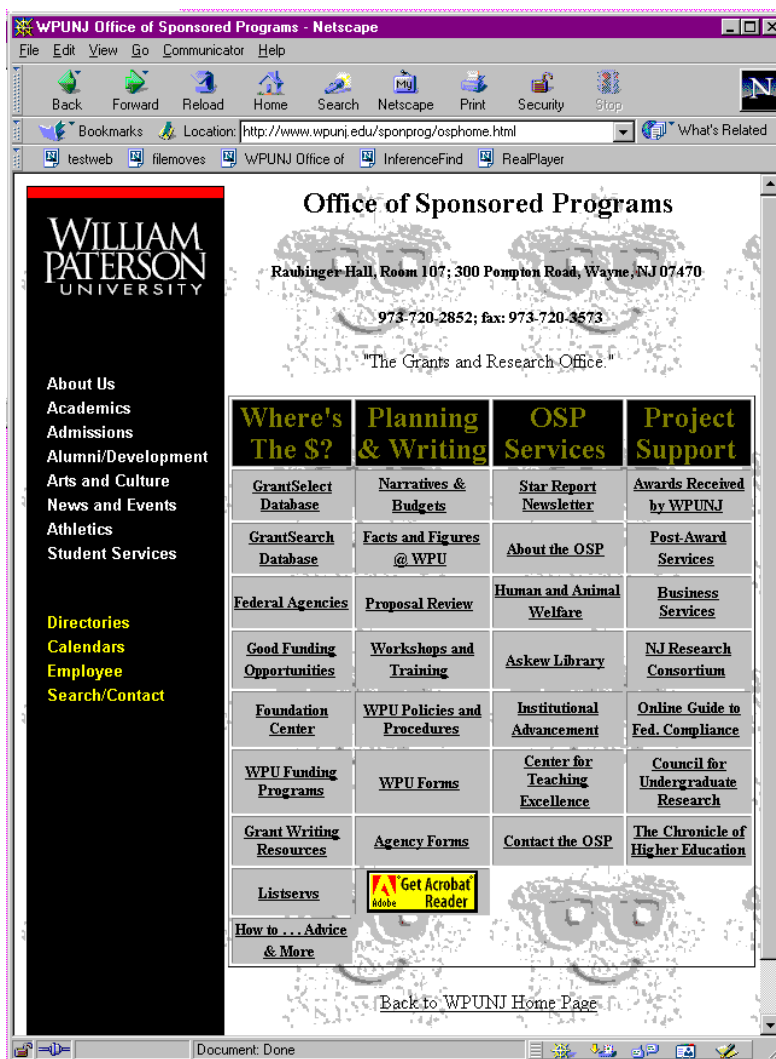 WPUNJ Office of Sponsored Programs - Netscape
File Edit View Go Communicator Help
Back Forward Reload Home Search Netscape Print Security Stop
My
N
Bookmarks Location: http://www.wpunj.edu/sponprog/osphome.html What's Related
testweb filemoves WPUNJ Office of InferenceFind RealPlayer
WILLIAM
PATERSON
UNIVERSITY
About Us
Academics
Admissions
Alumni/Development
Arts and Culture
News and Events
Athletics
Student Services
Directories
Calendars
Employee
Search/Contact
Office of Sponsored Programs
Raubinger Hall, Room 107; 300 Pompton Road, Wayne, NJ 07470
973-720-2852; fax: 973-720-3573
"The Grants and Research Office."
Where's
The $?
Planning
& Writing
OSP
Services
Project
Support
GrantSelect
Database
Narratives &
Budgets
Star Report
Newsletter
Awards Received
by WPUNJ
GrantSearch
Database
Facts and Figures
@ WPU
About the OSP
Post-Award
Services
Federal Agencies
Proposal Review
Human and Animal
Welfare
Business
Services
Good Funding
Opportunities
Workshops and
Training
Askew Library
NJ Research
Consortium
Foundation
Center
WPU Policies and
Procedures
Institutional
Advancement
Online Guide to
Fed. Compliance
WPU Funding
Programs
WPU Forms
Center for
Teaching
Excellence
Council for
Undergraduate
Research
Grant Writing
Resources
Agency Forms
Contact the OSP
The Chronicle of
Higher Education
Listservs
Get Acrobat
Reader
Adobe
How to . . . Advice
& More
Back to WPUNJ Home Page
Document: Done